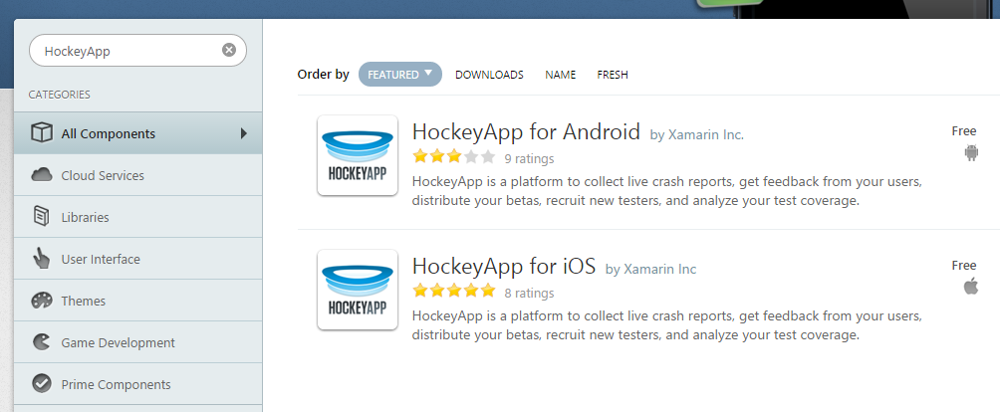 HockeyApp
CATEGORIES
All Components
Cloud Services
Libraries
User Interface
Themes
Game Development
Prime Components
Order by FEATURED DOWNLOADS NAME FRESH
HOCKEYAPP
HockeyApp for Android by Xamarin Inc.
9 ratings
HockeyApp is a platform to collect live crash reports, get feedback from your users,
distribute your betas, recruit new testers, and analyze your test coverage.
Free
HOCKEYAPP
HockeyApp for iOS by Xamarin Inc
8 ratings
HockeyApp is a platform to collect live crash reports, get feedback from your users,
distribute your betas, recruit new testers, and analyze your test coverage.
Free